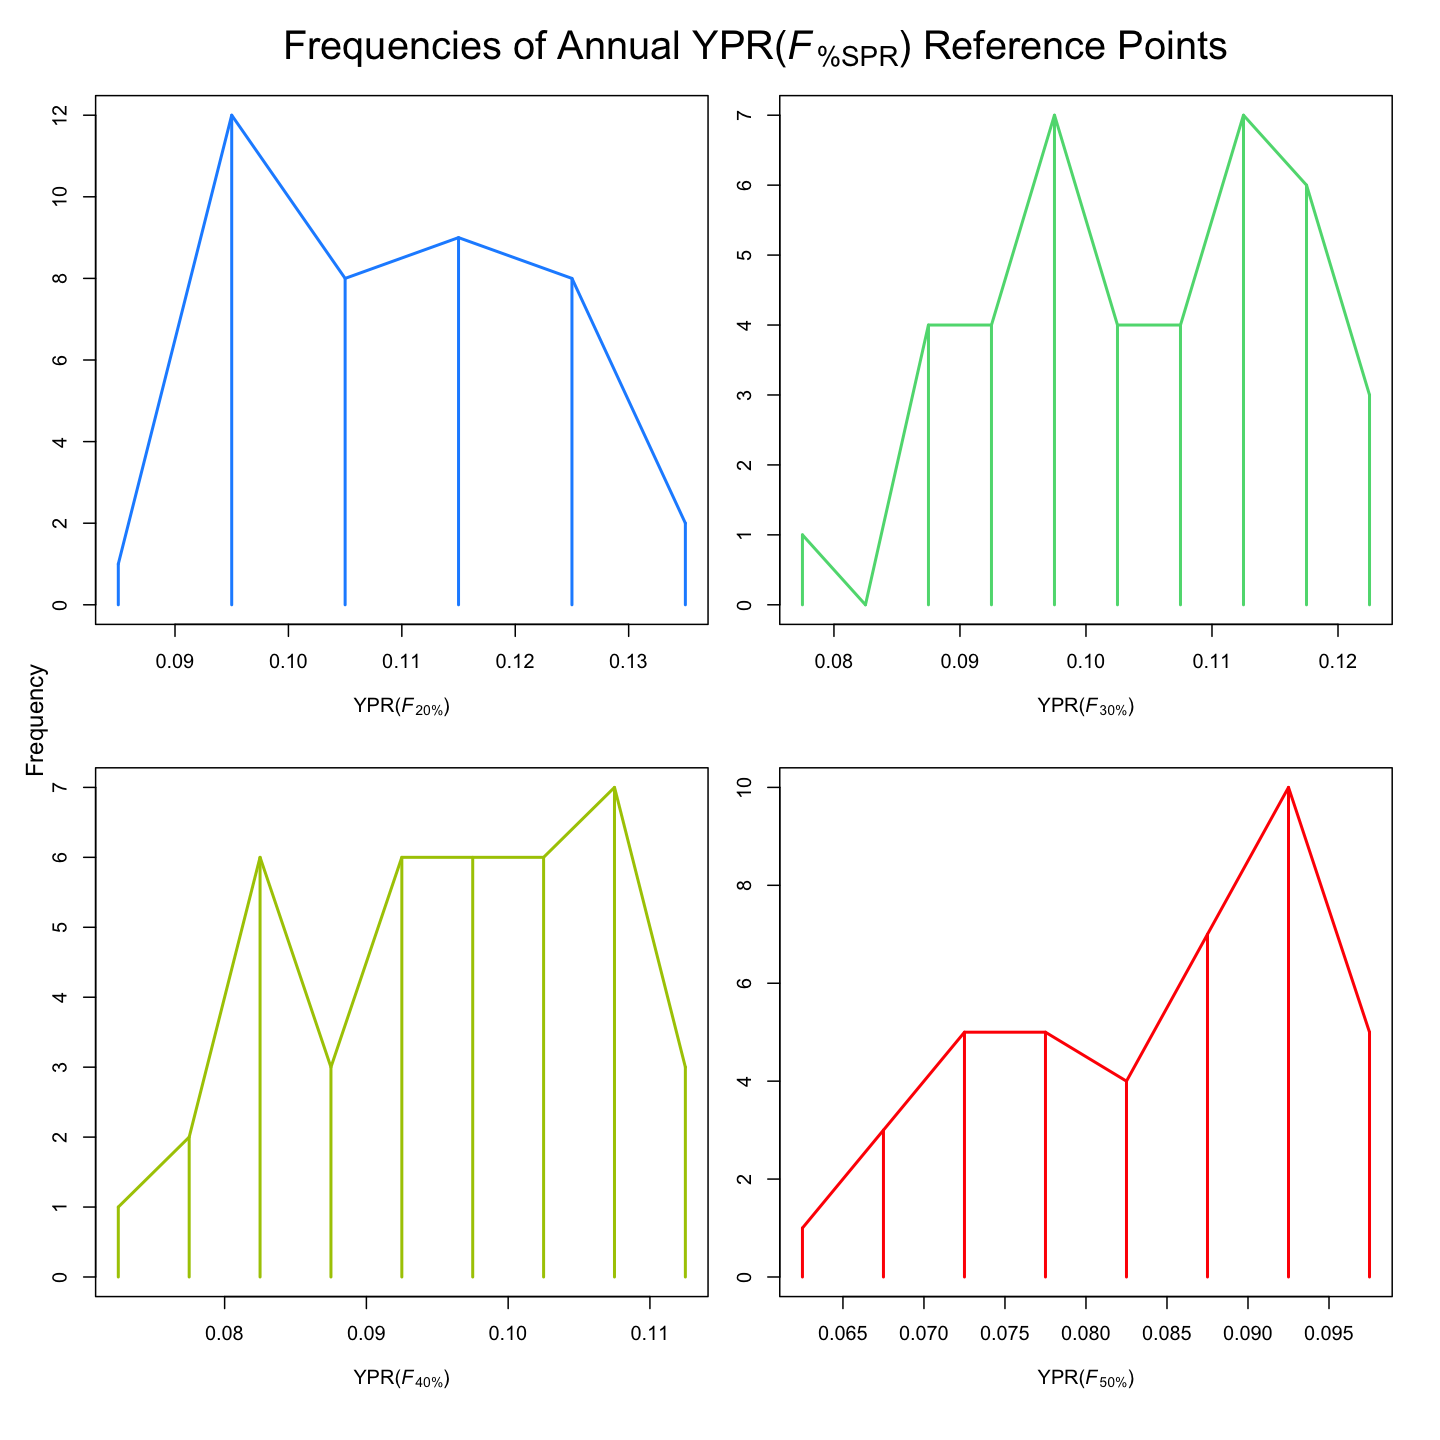 Frequencies of Annual YPR(F%SPR) Reference Points
Frequency
0 2 4 6 8 10 12
0.09 0.10 0.11 0.12 0.13
YPR(F20%)
0 1 2 3 4 5 6 7
0.08 0.09 0.10 0.11 0.12
YPR(F30%)
0 1 2 3 4 5 6 7
0.08 0.09 0.10 0.11
YPR(F40%)
0 2 4 6 8 10
0.065 0.070 0.075 0.080 0.085 0.090 0.095
YPR(F50%)